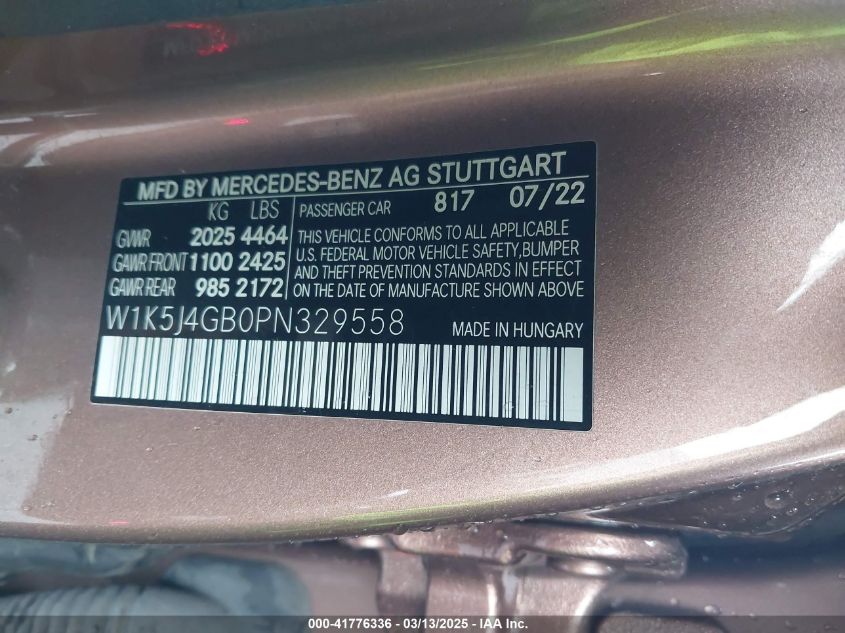 MFD BY MERCEDES-BENZ AG STUTTGART
KG LBS PASSENGER CAR 817 07/22
GVWR 2025 4464
GAWR FRONT 1100 2425
GAWR REAR 985 2172
THIS VEHICLE CONFORMS TO ALL APPLICABLE
U.S. FEDERAL MOTOR VEHICLE SAFETY,BUMPER
AND THEFT PREVENTION STANDARDS IN EFFECT
ON THE DATE OF MANUFACTURE SHOWN ABOVE
W1K5J4GB0PN329558 MADE IN HUNGARY
000-41776336 - 03/13/2025 - IAA Inc.